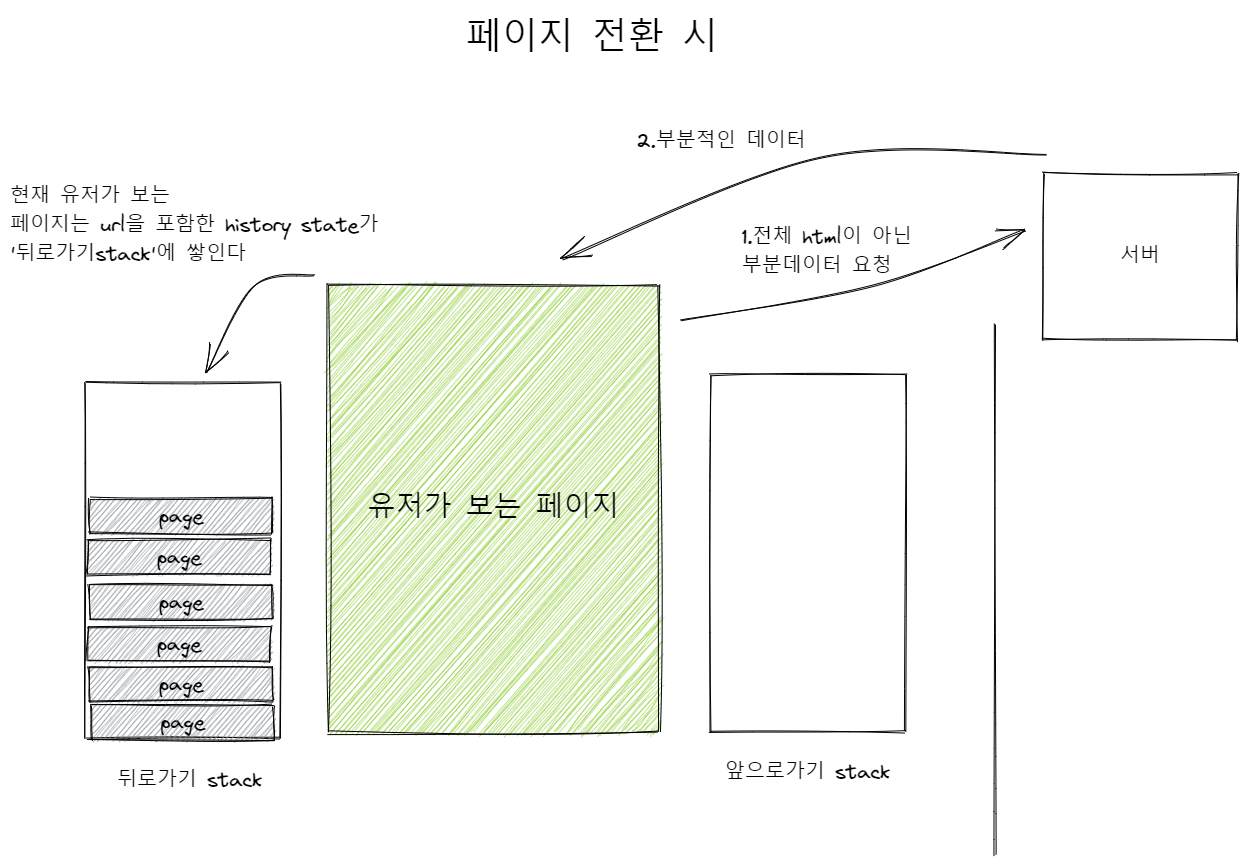 페이지 전환 시
2.부분적인 데이터
현재 유저가 보는
페이지는 url을 포함한 history state가
'뒤로가기stack'에 쌓인다
1.전체 html이 아닌
부분데이터 요청
서버
유저가 보는 페이지
page
page
page
page
page
page
뒤로가기 stack
앞으로가기 stack